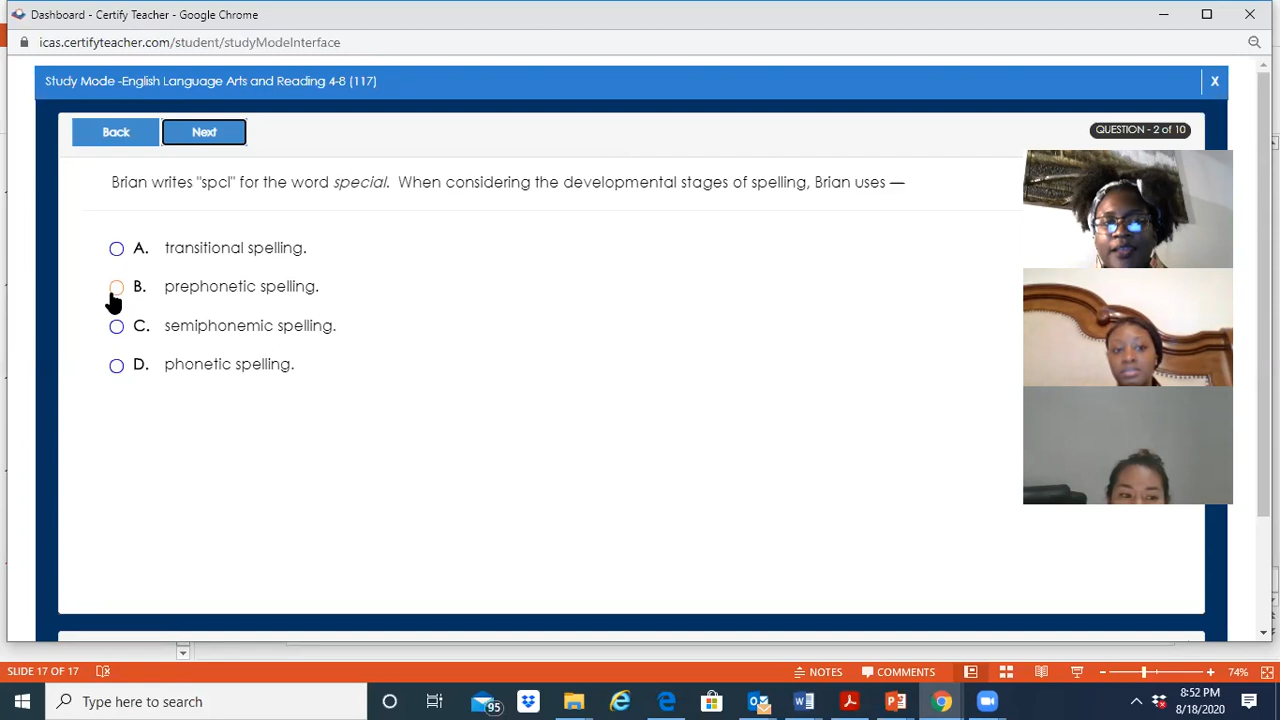 Dashboard - Certify Teacher - Google Chrome
icas.certifyteacher.com/student/studyModeInterface
Study Mode -English Language Arts and Reading 4-8 (117)
X
Back
Next
QUESTION - 2 of 10
Brian writes "spcl" for the word special. When considering the developmental stages of spelling, Brian uses —
A. transitional spelling.
B. prephonetic spelling.
C. semiphonemic spelling.
D. phonetic spelling.
SLIDE 17 OF 17
NOTES
COMMENTS
74%
Type here to search
95
8:52 PM
8/18/2020